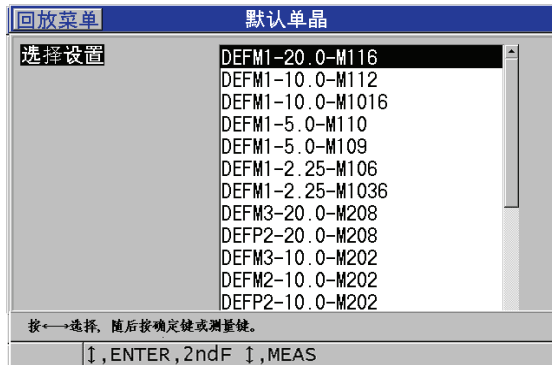 回放菜单 默认单晶
选择设置
DEFM1-20.0-M116
DEFM1-10.0-M112
DEFM1-10.0-M1016
DEFM1-5.0-M110
DEFM1-5.0-M109
DEFM1-2.25-M106
DEFM1-2.25-M1036
DEFM3-20.0-M208
DEFP2-20.0-M208
DEFM3-10.0-M202
DEFM2-10.0-M202
DEFP2-10.0-M202
按←→选择, 随后按确定键或测量键。
↕,ENTER,2ndF ↕,MEAS